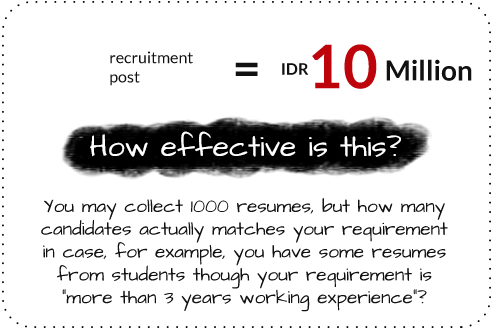 recruitment
post
= IDR 10 Million
How effective is this?
You may collect 1000 resumes, but how many
candidates actually matches your requirement
in case, for example, you have some resumes
from students though your requirement is
"more than 3 years working experience"?